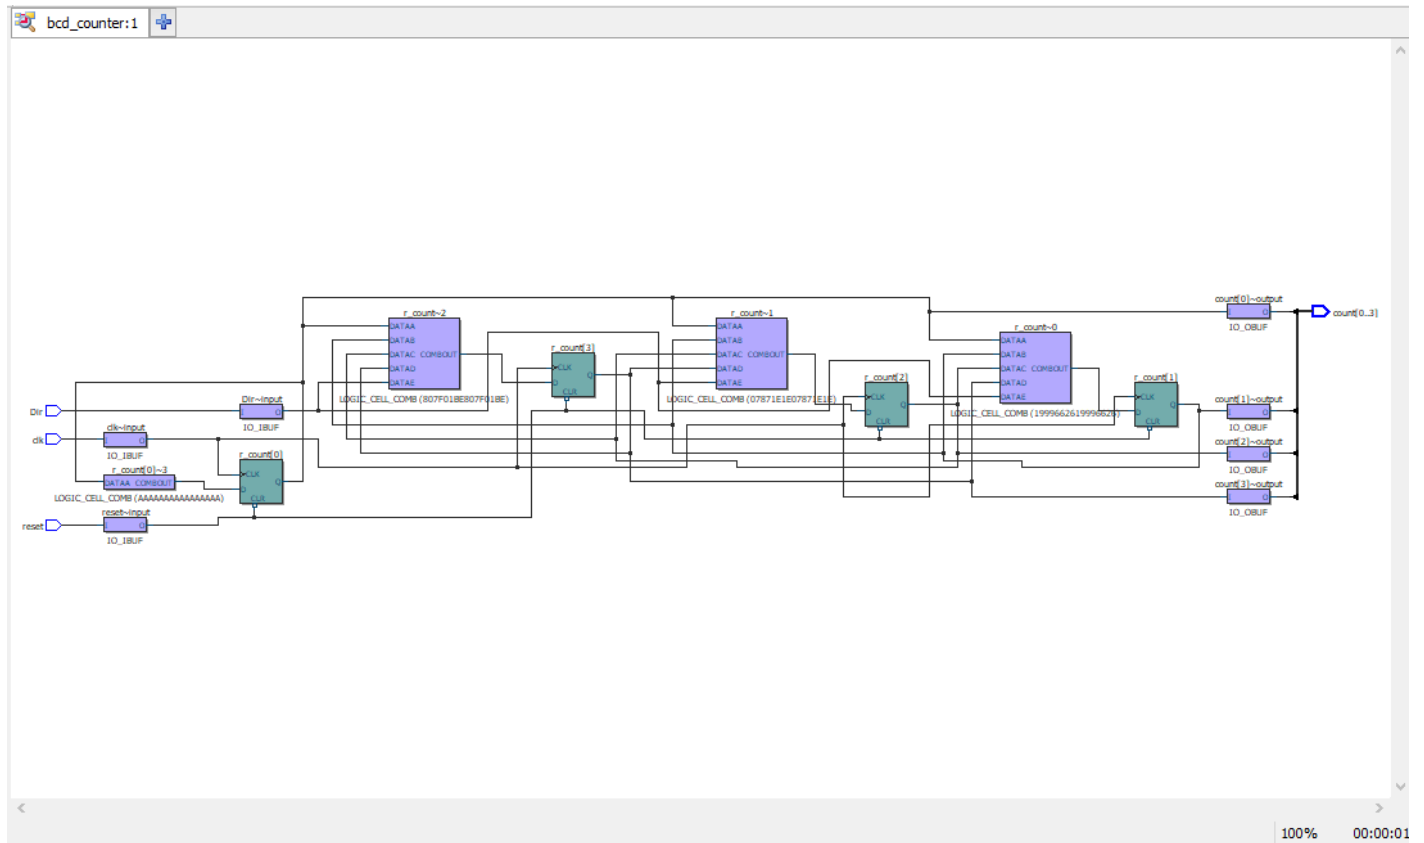 bcd_counter:1
r_count~2
DATAA
DATAB
DATAC COMBOUT
DATAD
DATAE
LOGIC_CELL_COMB (807F01BE807F01BE)
r_count[3]
CLK
D
Q
CLR
r_count~1
DATAA
DATAB
DATAC COMBOUT
DATAD
DATAE
LOGIC_CELL_COMB (07871E1E07871E1E)
r_count[2]
CLK
D
Q
CLR
r_count~0
DATAA
DATAB
DATAC COMBOUT
DATAD
DATAE
LOGIC_CELL_COMB (1999662619996626)
r_count[1]
CLK
D
Q
CLR
count[0]~output
I O
IO_OBUF
count[0..3]
count[1]~output
I O
IO_OBUF
count[2]~output
I O
IO_OBUF
count[3]~output
I O
IO_OBUF
Dir
Dir~input
I O
IO_IBUF
clk
clk~input
I O
IO_IBUF
r_count[0]~3
DATAA COMBOUT
LOGIC_CELL_COMB (AAAAAAAAAAAAAAAA)
r_count[0]
CLK
D
Q
CLR
reset
reset~input
I O
IO_IBUF
100% 00:00:01